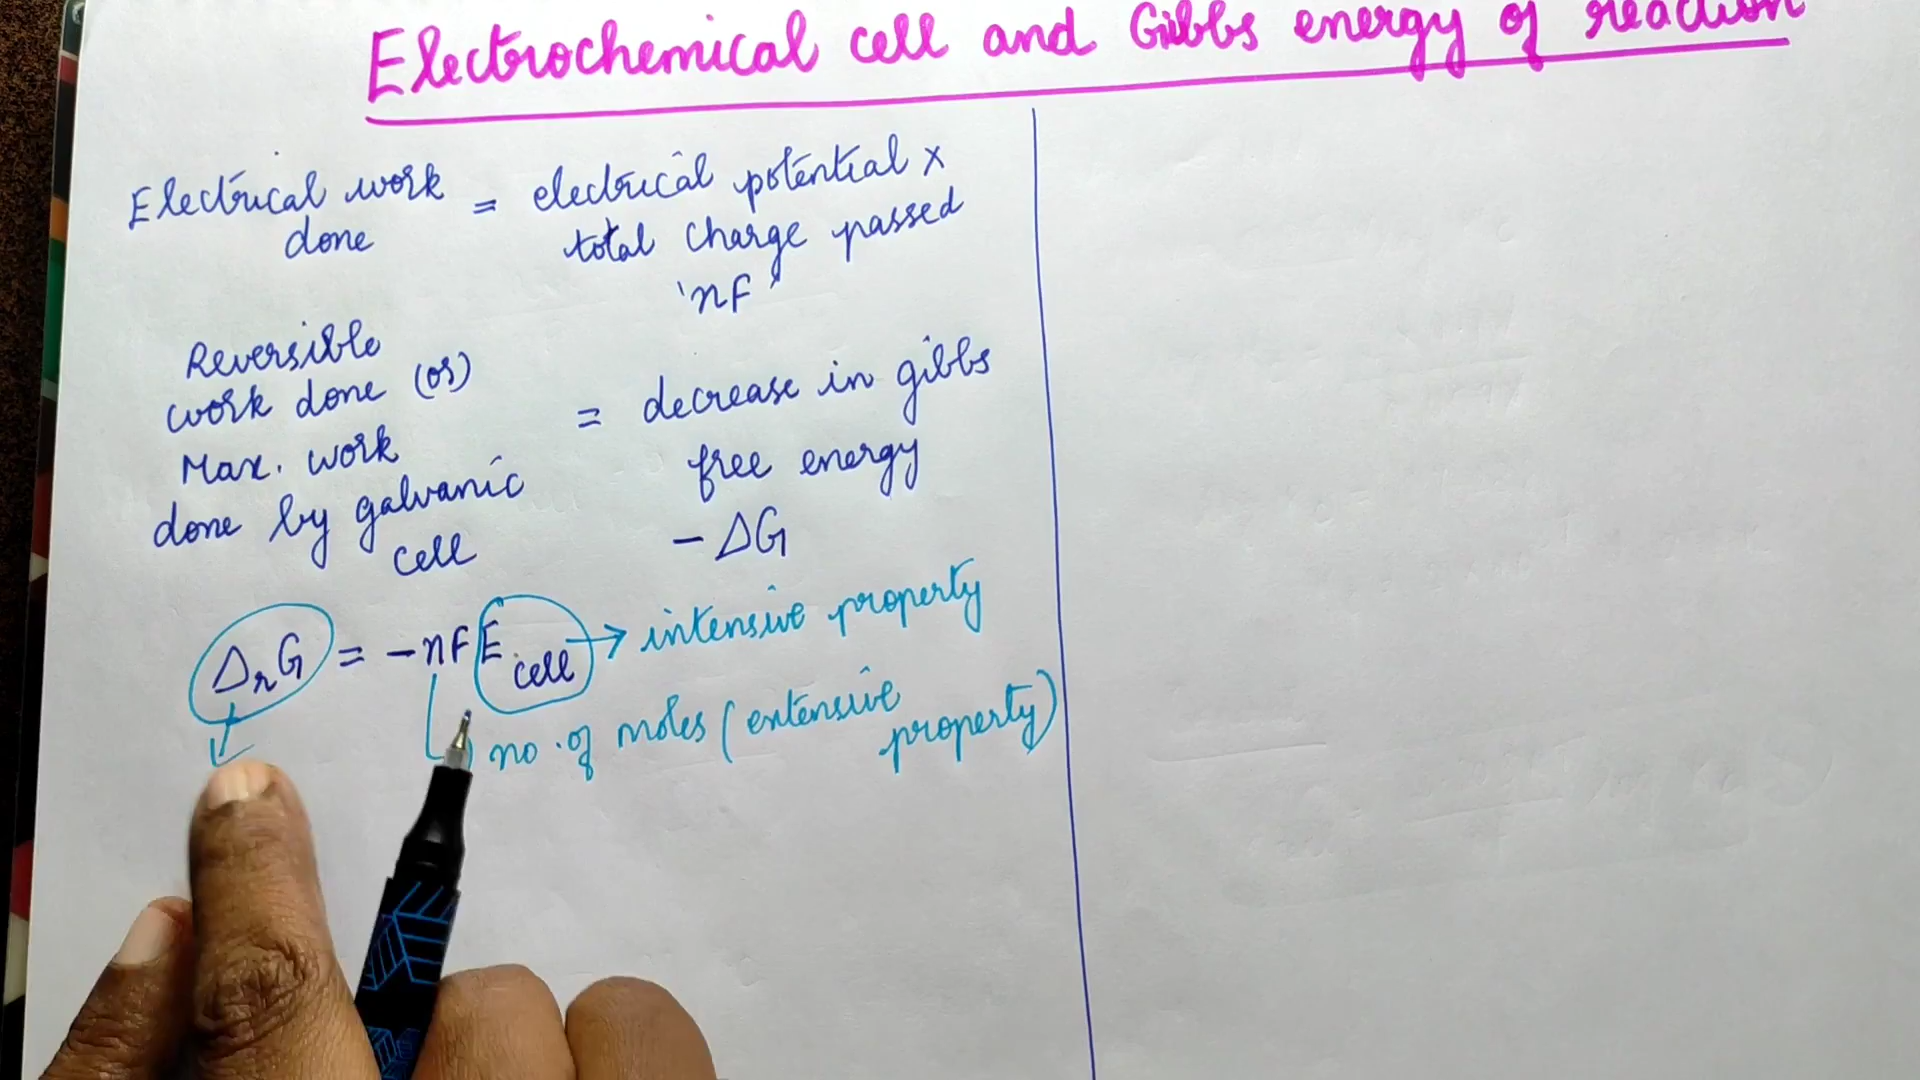 Electrochemical cell and Gibbs energy of reaction
Electrical work = electrical potential x
done total charge passed
'nF'
Reversible
work done (or)
Max. work = decrease in gibbs
done by galvanic free energy
cell - ΔG
ΔrG = -nFE cell → intensive property
no. of moles (extensive
property)